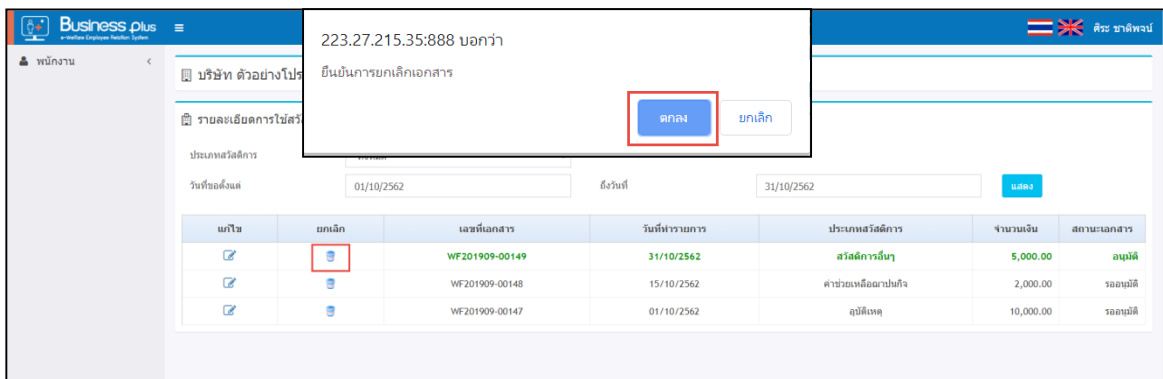 Business plus
e-Welfare Employee Relation System
ศิระ ชาติพจน์
พนักงาน
223.27.215.35:888 บอกว่า
ยืนยันการยกเลิกเอกสาร
ตกลง ยกเลิก
บริษัท ตัวอย่างโปร
รายละเอียดการใช้สวั
ประเภทสวัสดิการ
วันที่ขอตั้งแต่ 01/10/2562 ถึงวันที่ 31/10/2562 แสดง
แก้ไข ยกเลิก เลขที่เอกสาร วันที่ทำรายการ ประเภทสวัสดิการ จำนวนเงิน สถานะเอกสาร
WF201909-00149 31/10/2562 สวัสดิการอื่นๆ 5,000.00 อนุมัติ
WF201909-00148 15/10/2562 ค่าช่วยเหลือฌาปนกิจ 2,000.00 รออนุมัติ
WF201909-00147 01/10/2562 อุบัติเหตุ 10,000.00 รออนุมัติ